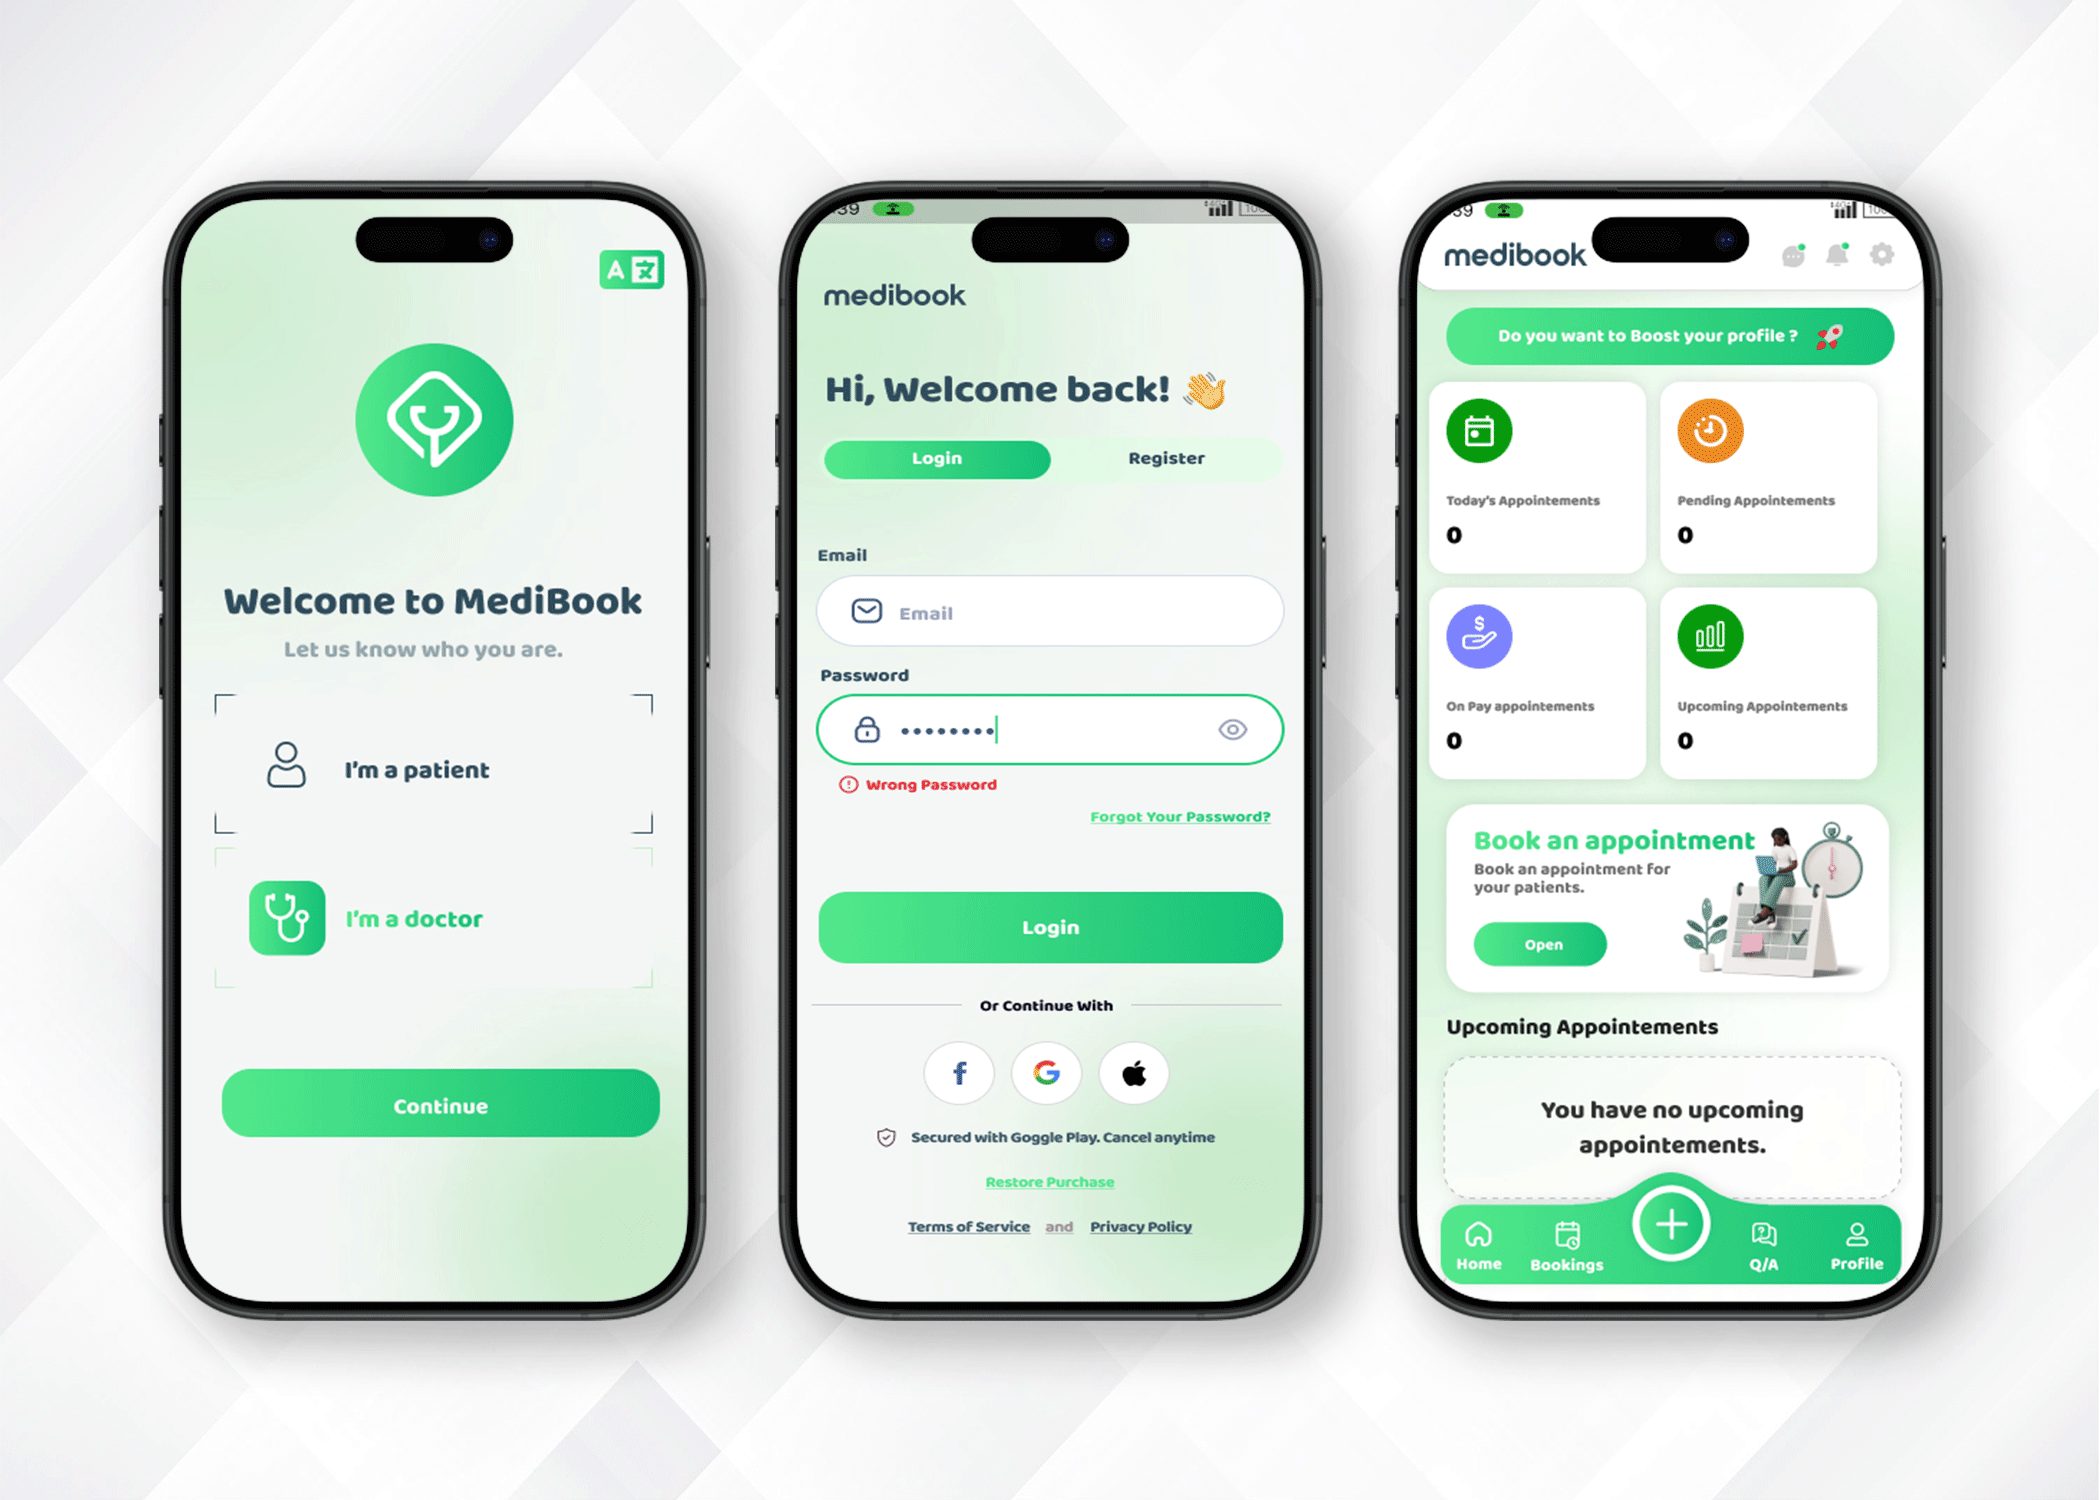 A 文
Welcome to MediBook
Let us know who you are.
I'm a patient
I'm a doctor
Continue
39
medibook
Hi, Welcome back!
Login Register
Email
Email
Password
Wrong Password
Forgot Your Password?
Login
Or Continue With
f G
Secured with Goggle Play. Cancel anytime
Restore Purchase
Terms of Service and Privacy Policy
39
medibook
Do you want to Boost your profile ?
Today's Appointements
0
Pending Appointements
0
On Pay appointements
0
Upcoming Appointements
0
Book an appointment
Book an appointment for
your patients.
Open
Upcoming Appointements
You have no upcoming
appointements.
Home Bookings Q/A Profile